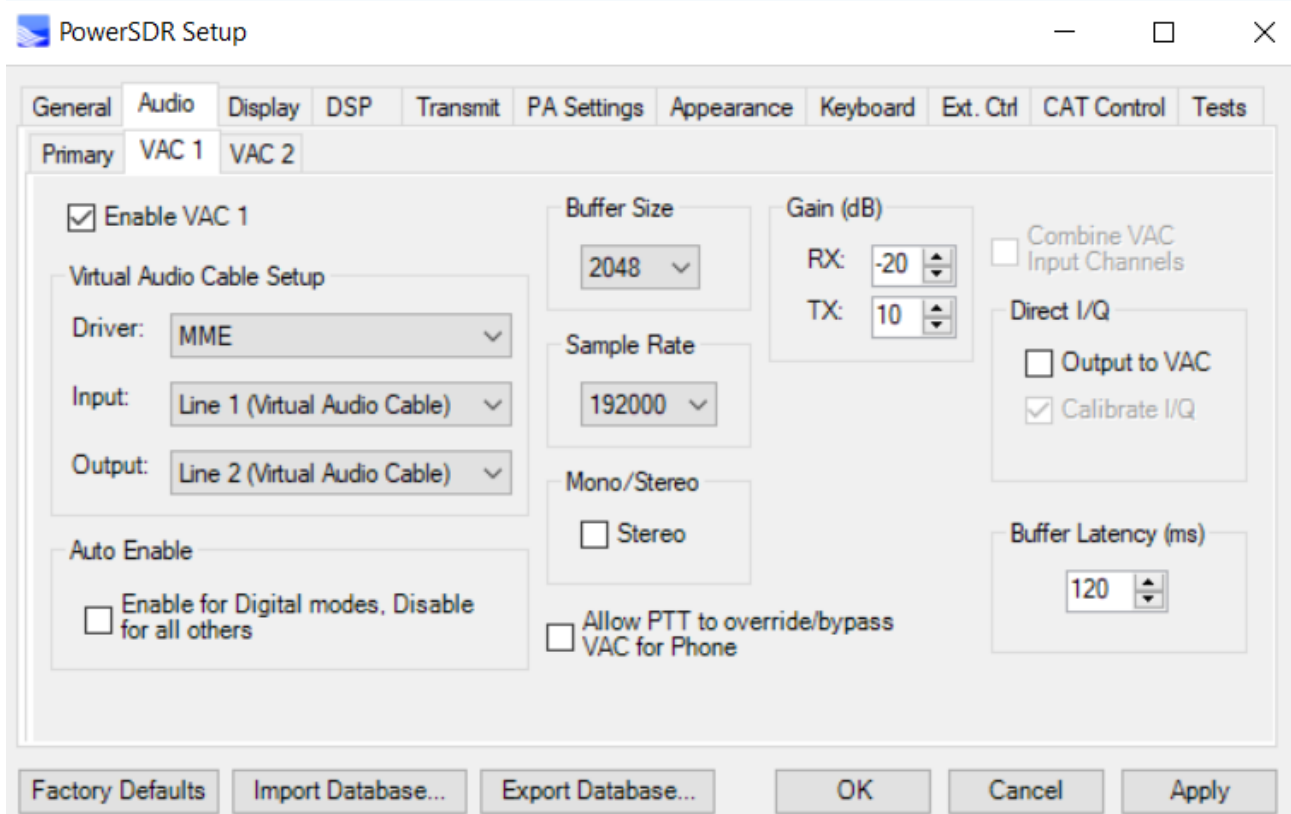 PowerSDR Setup
General Audio Display DSP Transmit PA Settings Appearance Keyboard Ext. Ctrl CAT Control Tests
Primary VAC 1 VAC 2
Enable VAC 1
Virtual Audio Cable Setup
Driver: MME
Input: Line 1 (Virtual Audio Cable)
Output: Line 2 (Virtual Audio Cable)
Auto Enable
Enable for Digital modes, Disable
for all others
Buffer Size
2048
Sample Rate
192000
Mono/Stereo
Stereo
Allow PTT to override/bypass
VAC for Phone
Gain (dB)
RX: -20
TX: 10
Combine VAC
Input Channels
Direct I/Q
Output to VAC
Calibrate I/Q
Buffer Latency (ms)
120
Factory Defaults Import Database... Export Database... OK Cancel Apply